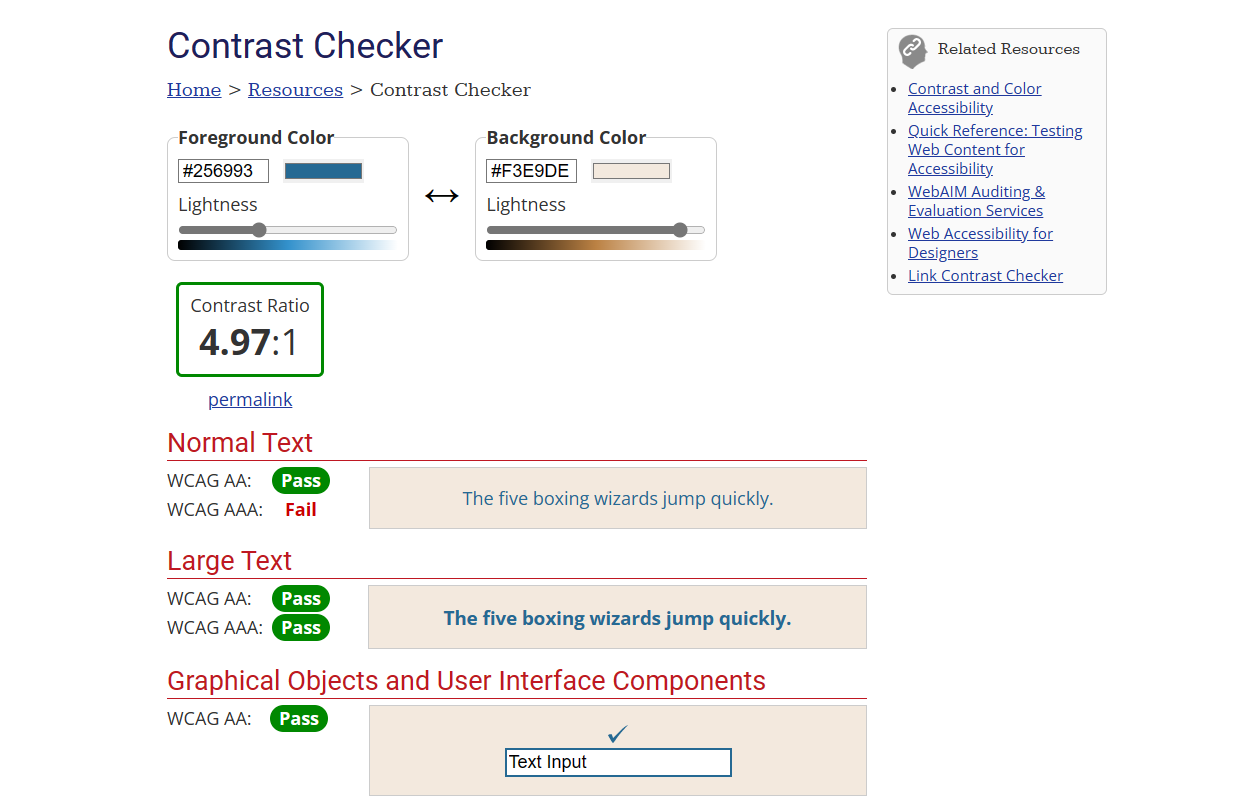 Contrast Checker
Home > Resources > Contrast Checker
Foreground Color
#256993
Lightness
Background Color
#F3E9DE
Lightness
Contrast Ratio
4.97:1
permalink
Normal Text
WCAG AA: Pass
WCAG AAA: Fail
The five boxing wizards jump quickly.
Large Text
WCAG AA: Pass
WCAG AAA: Pass
The five boxing wizards jump quickly.
Graphical Objects and User Interface Components
WCAG AA: Pass
✓
Text Input
Related Resources
Contrast and Color
Accessibility
Quick Reference: Testing
Web Content for
Accessibility
WebAIM Auditing &
Evaluation Services
Web Accessibility for
Designers
Link Contrast Checker